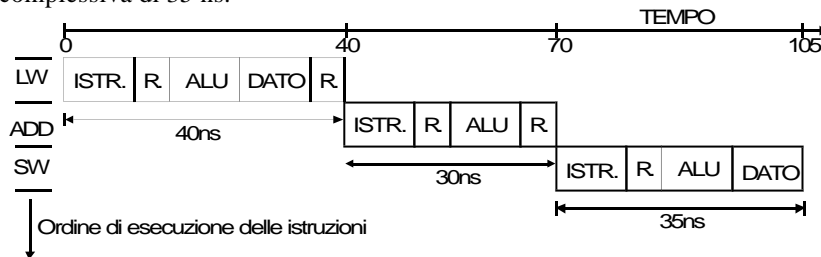 complessiva di 35 ns.
TEMPO
0 40 70 105
LW ISTR. R. ALU DATO R.
ADD 40ns ISTR. R. ALU R.
SW 30ns ISTR. R. ALU DATO
Ordine di esecuzione delle istruzioni 35ns